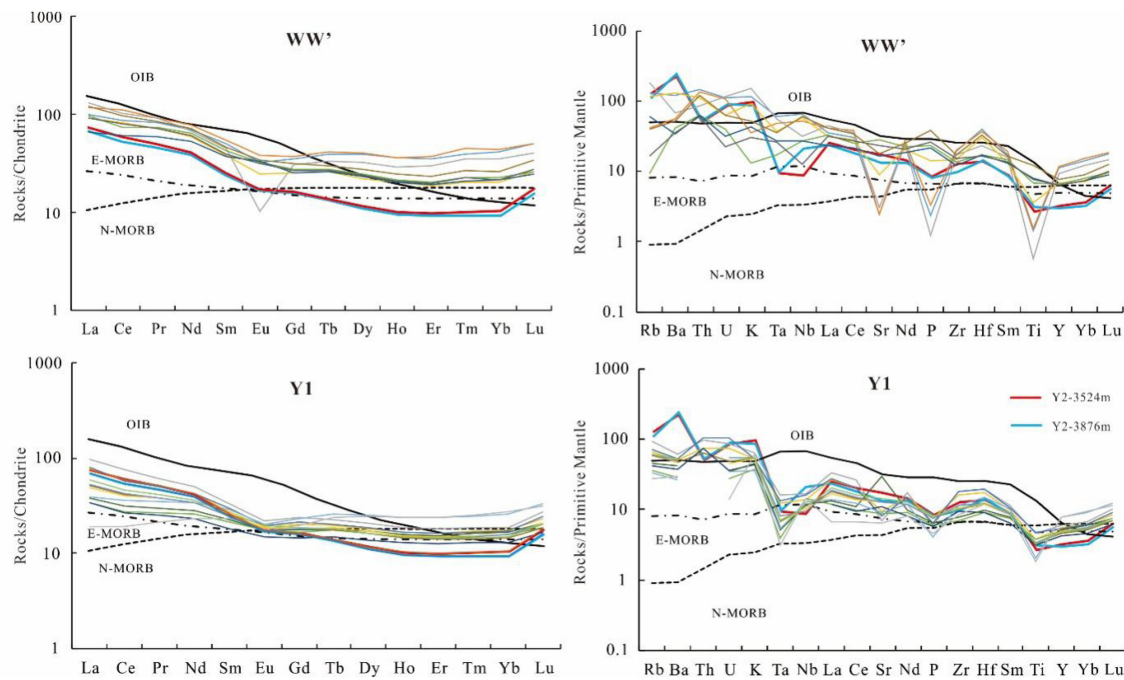 WW'
1000
100
10
1
Rocks/Chondrite
OIB
E-MORB
N-MORB
La Ce Pr Nd Sm Eu Gd Tb Dy Ho Er Tm Yb Lu
WW'
1000
100
10
1
0.1
Rocks/Primitive Mantle
OIB
E-MORB
N-MORB
Rb Ba Th U K Ta Nb La Ce Sr Nd P Zr Hf Sm Ti Y Yb Lu
Y1
1000
100
10
1
Rocks/Chondrite
OIB
E-MORB
N-MORB
La Ce Pr Nd Sm Eu Gd Tb Dy Ho Er Tm Yb Lu
Y1
1000
100
10
1
0.1
Rocks/Primitive Mantle
Y2-3524m
Y2-3876m
OIB
E-MORB
N-MORB
Rb Ba Th U K Ta Nb La Ce Sr Nd P Zr Hf Sm Ti Y Yb Lu